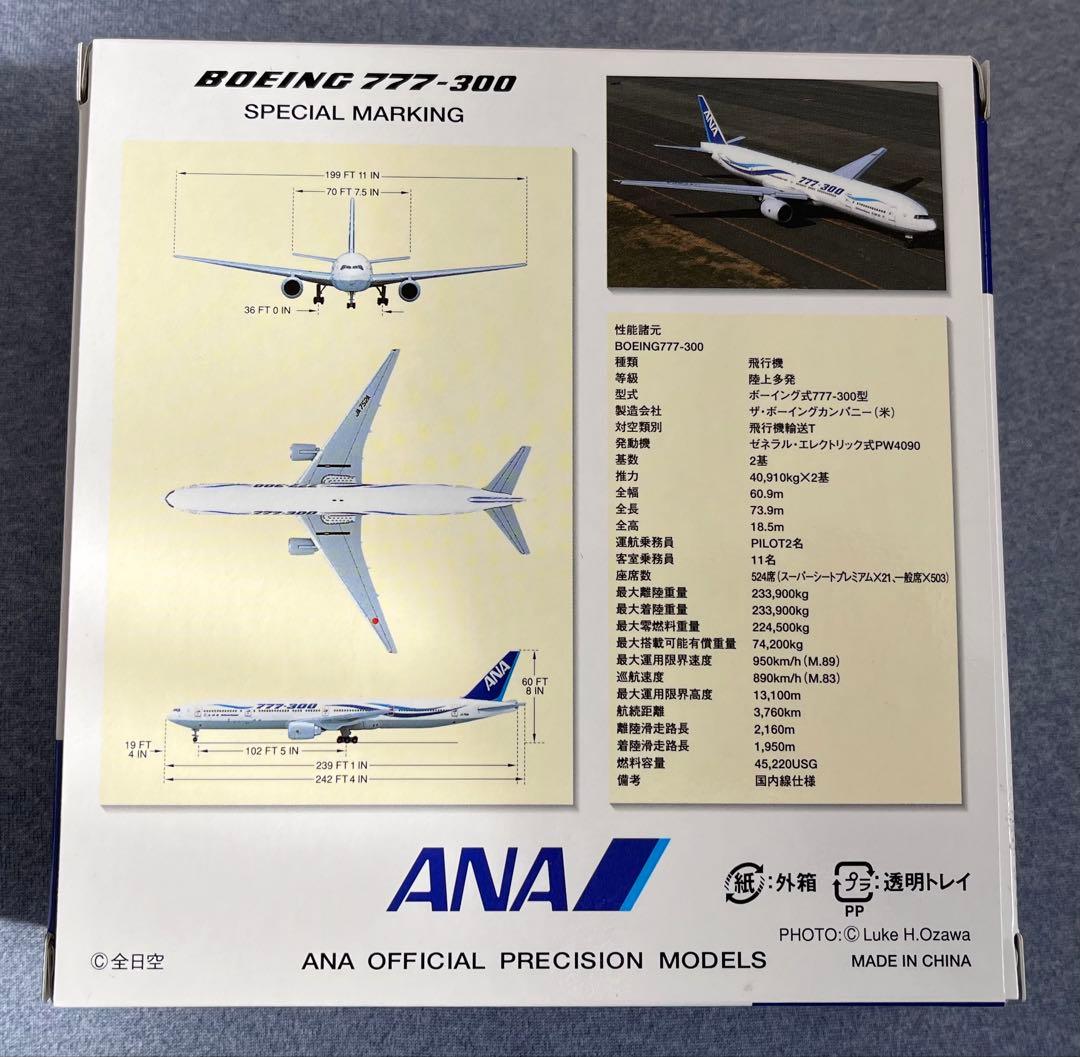 BOEING 777-300
SPECIAL MARKING
199 FT 11 IN
70 FT 7.5 IN
36 FT 0 IN
JA752A
BOEING
777-300
ANA
777-300
60 FT
8 IN
19 FT
4 IN
102 FT 5 IN
239 FT 1 IN
242 FT 4 IN
ANA
777-300
性能諸元
BOEING777-300
種類 飛行機
等級 陸上多発
型式 ボーイング式777-300型
製造会社 ザ・ボーイングカンパニー(米)
対空類別 飛行機輸送T
発動機 ゼネラル・エレクトリック式PW4090
基数 2基
推力 40,910kg×2基
全幅 60.9m
全長 73.9m
全高 18.5m
運航乗務員 PILOT2名
客室乗務員 11名
座席数 524席(スーパーシートプレミアム×21、一般席×503)
最大離陸重量 233,900kg
最大着陸重量 233,900kg
最大零燃料重量 224,500kg
最大搭載可能有償重量 74,200kg
最大運用限界速度 950km/h(M.89)
巡航速度 890km/h(M.83)
最大運用限界高度 13,100m
航続距離 3,760km
離陸滑走路長 2,160m
着陸滑走路長 1,950m
燃料容量 45,220USG
備考 国内線仕様
ANA
紙:外箱 プラ:透明トレイ
PP
PHOTO:© Luke H.Ozawa
©全日空
ANA OFFICIAL PRECISION MODELS
MADE IN CHINA